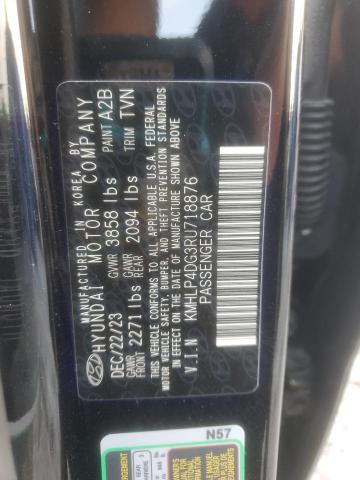 MANUFACTURED IN KOREA BY
HYUNDAI MOTOR COMPANY
DEC/22/23 GVWR 3858 lbs PAINT A2B
GAWR FRONT 2271 lbs GAWR REAR 2094 lbs TRIM TVN
THIS VEHICLE CONFORMS TO ALL APPLICABLE U.S.A. FEDERAL
MOTOR VEHICLE SAFETY, BUMPER, AND THEFT PREVENTION STANDARDS
IN EFFECT ON THE DATE OF MANUFACTURE SHOWN ABOVE
V.I.N KMHLP4DG3RU718876
PASSENGER CAR
N57